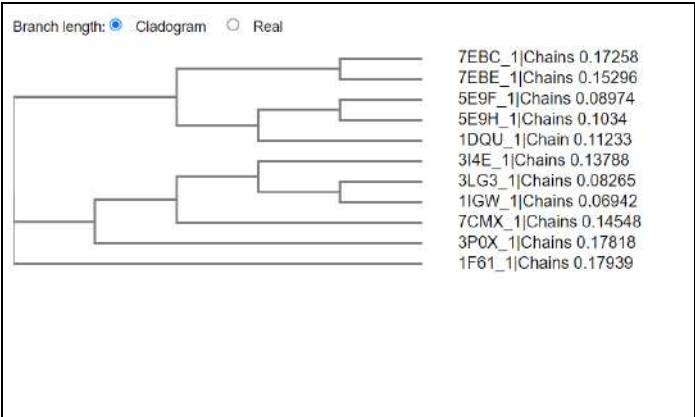 Branch length: Cladogram Real
7EBC_1|Chains 0.17258
7EBE_1|Chains 0.15296
5E9F_1|Chains 0.08974
5E9H_1|Chains 0.1034
1DQU_1|Chain 0.11233
3I4E_1|Chains 0.13788
3LG3_1|Chains 0.08265
1IGW_1|Chains 0.06942
7CMX_1|Chains 0.14548
3P0X_1|Chains 0.17818
1F61_1|Chains 0.17939